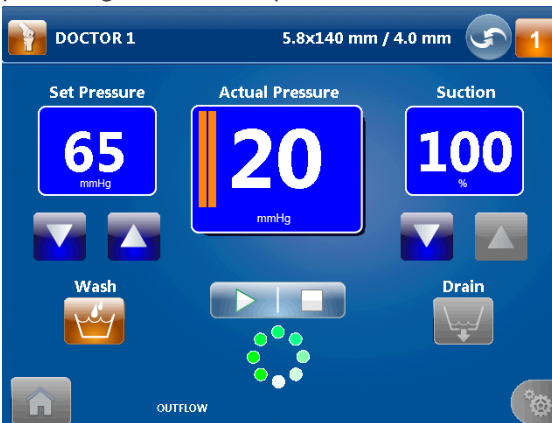 DOCTOR 1
5.8x140 mm / 4.0 mm
1
Set Pressure
Actual Pressure
Suction
65
mmHg
20
mmHg
100
%
Wash
Drain
OUTFLOW